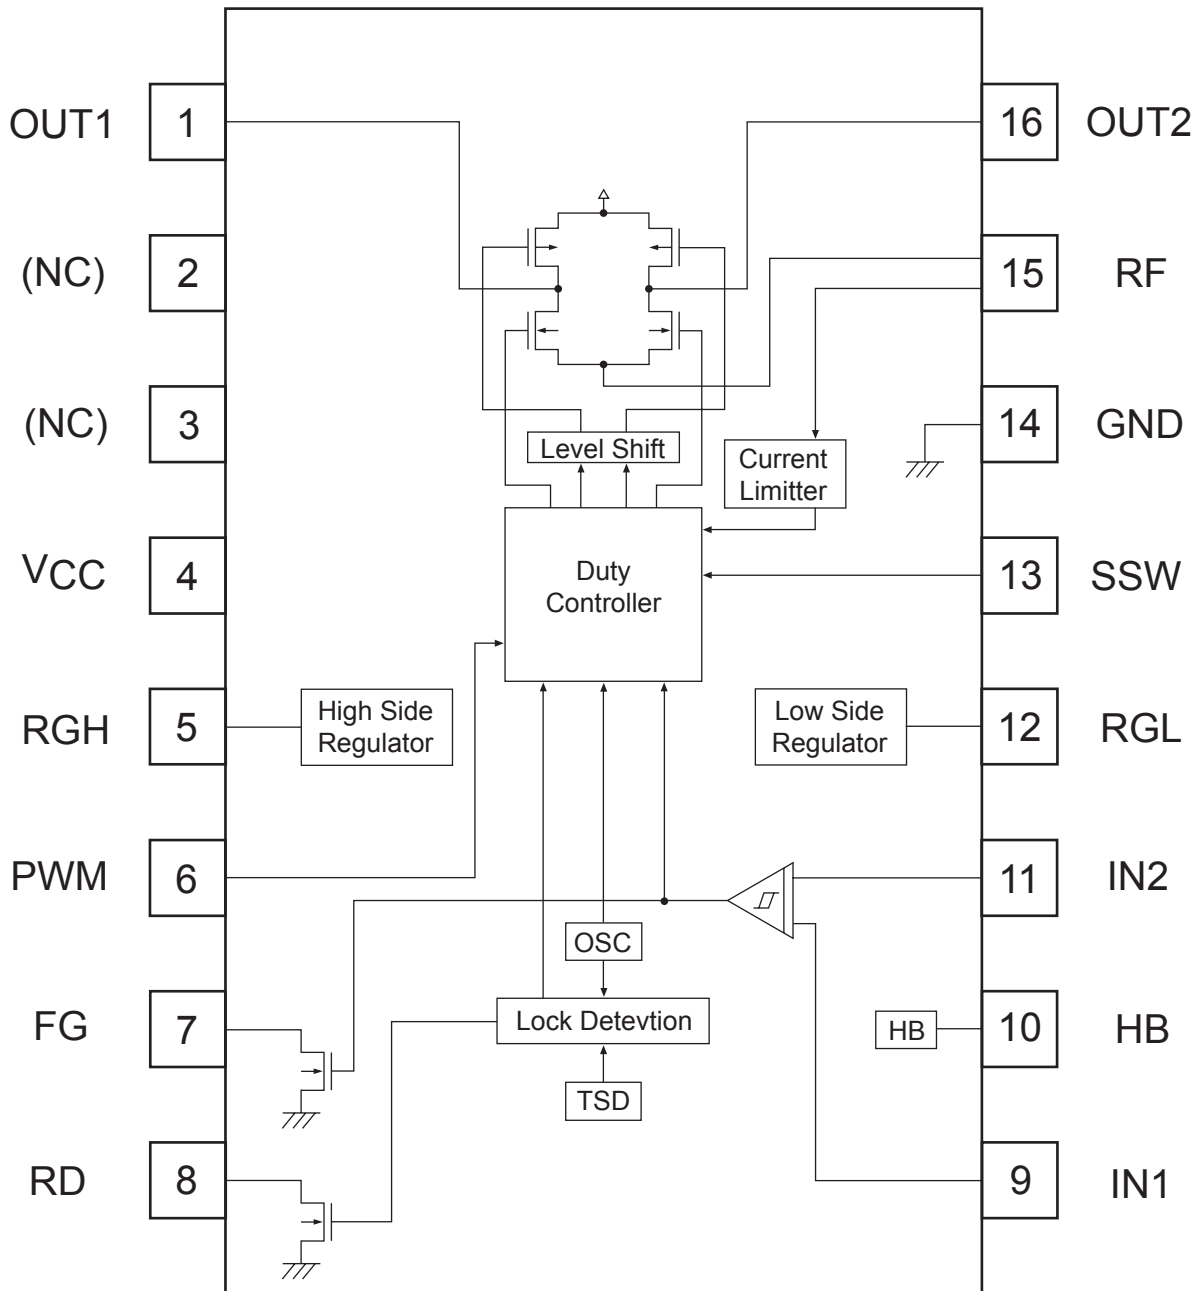 OUT1
1
16
OUT2
(NC)
2
15
RF
(NC)
3
14
GND
Level Shift
Current
Limitter
VCC
4
13
SSW
Duty
Controller
RGH
5
High Side
Regulator
Low Side
Regulator
12
RGL
PWM
6
11
IN2
OSC
FG
7
Lock Detevtion
HB
10
HB
TSD
RD
8
9
IN1